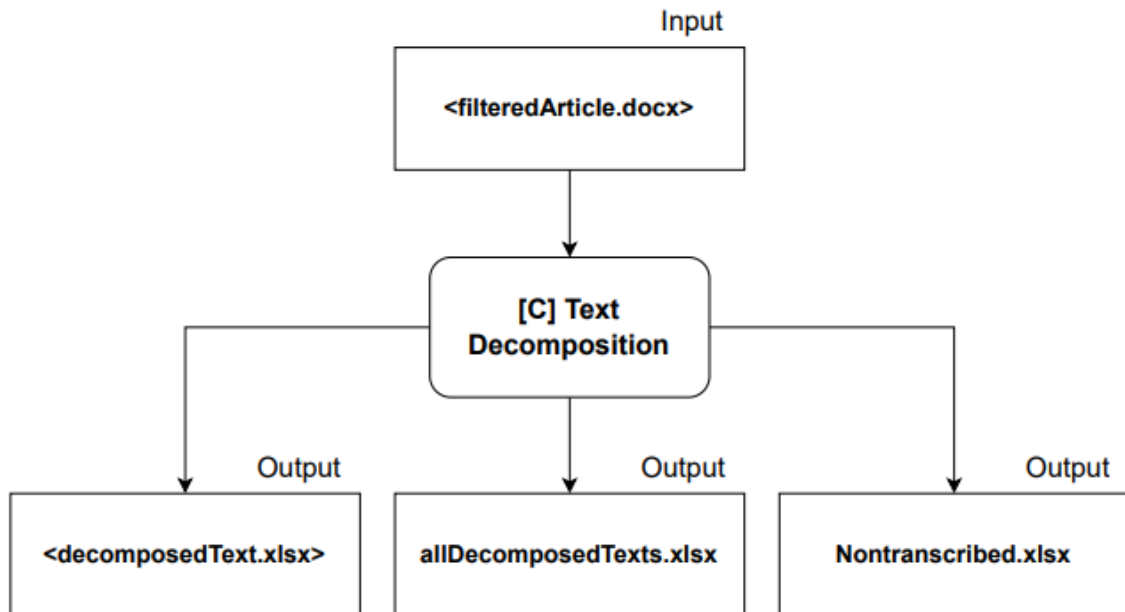 Input
<filteredArticle.docx>
[C] Text
Decomposition
Output
Output
Output
<decomposedText.xlsx>
allDecomposedTexts.xlsx
Nontranscribed.xlsx